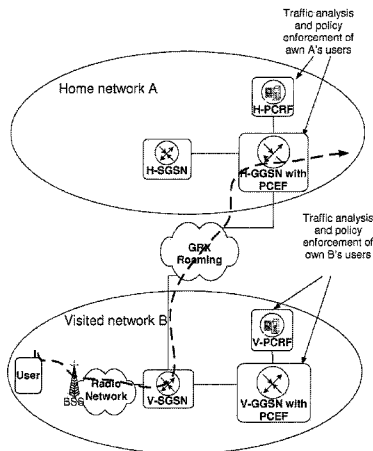 Traffic analysis
and policy
enforcement of
awn A's users
Home network A
H-PCRF
H-SGSN
H-GGSN with
PCEF
GRX
Roaming
Traffic analysis
and policy
enforcement of
own B's users
Visited network B
V-PCRF
User
BSC
Radio
Network
V-SGSN
V-GGSN with
PCEF